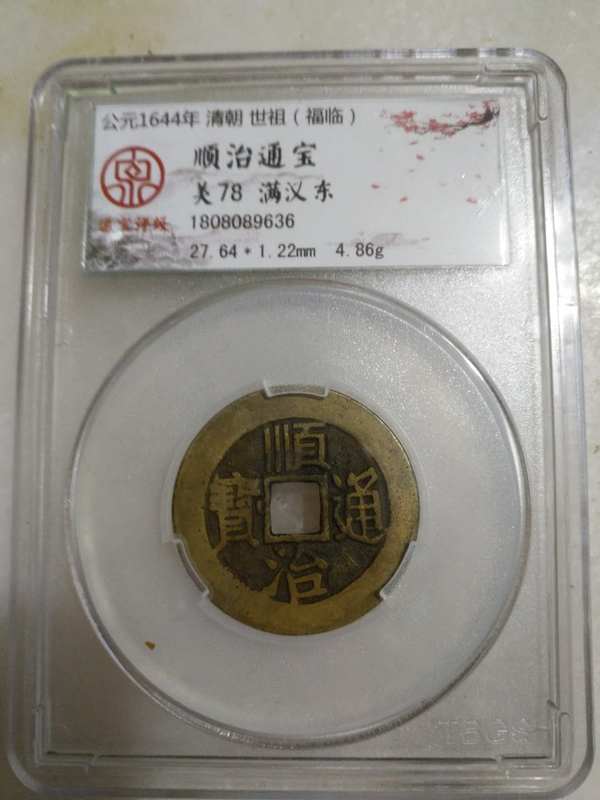 公元1644年 清朝 世祖（福临）
顺治通宝
美78 满汉东
1808089636
27.64*1.22mm 4.86g
順
寶 通
治